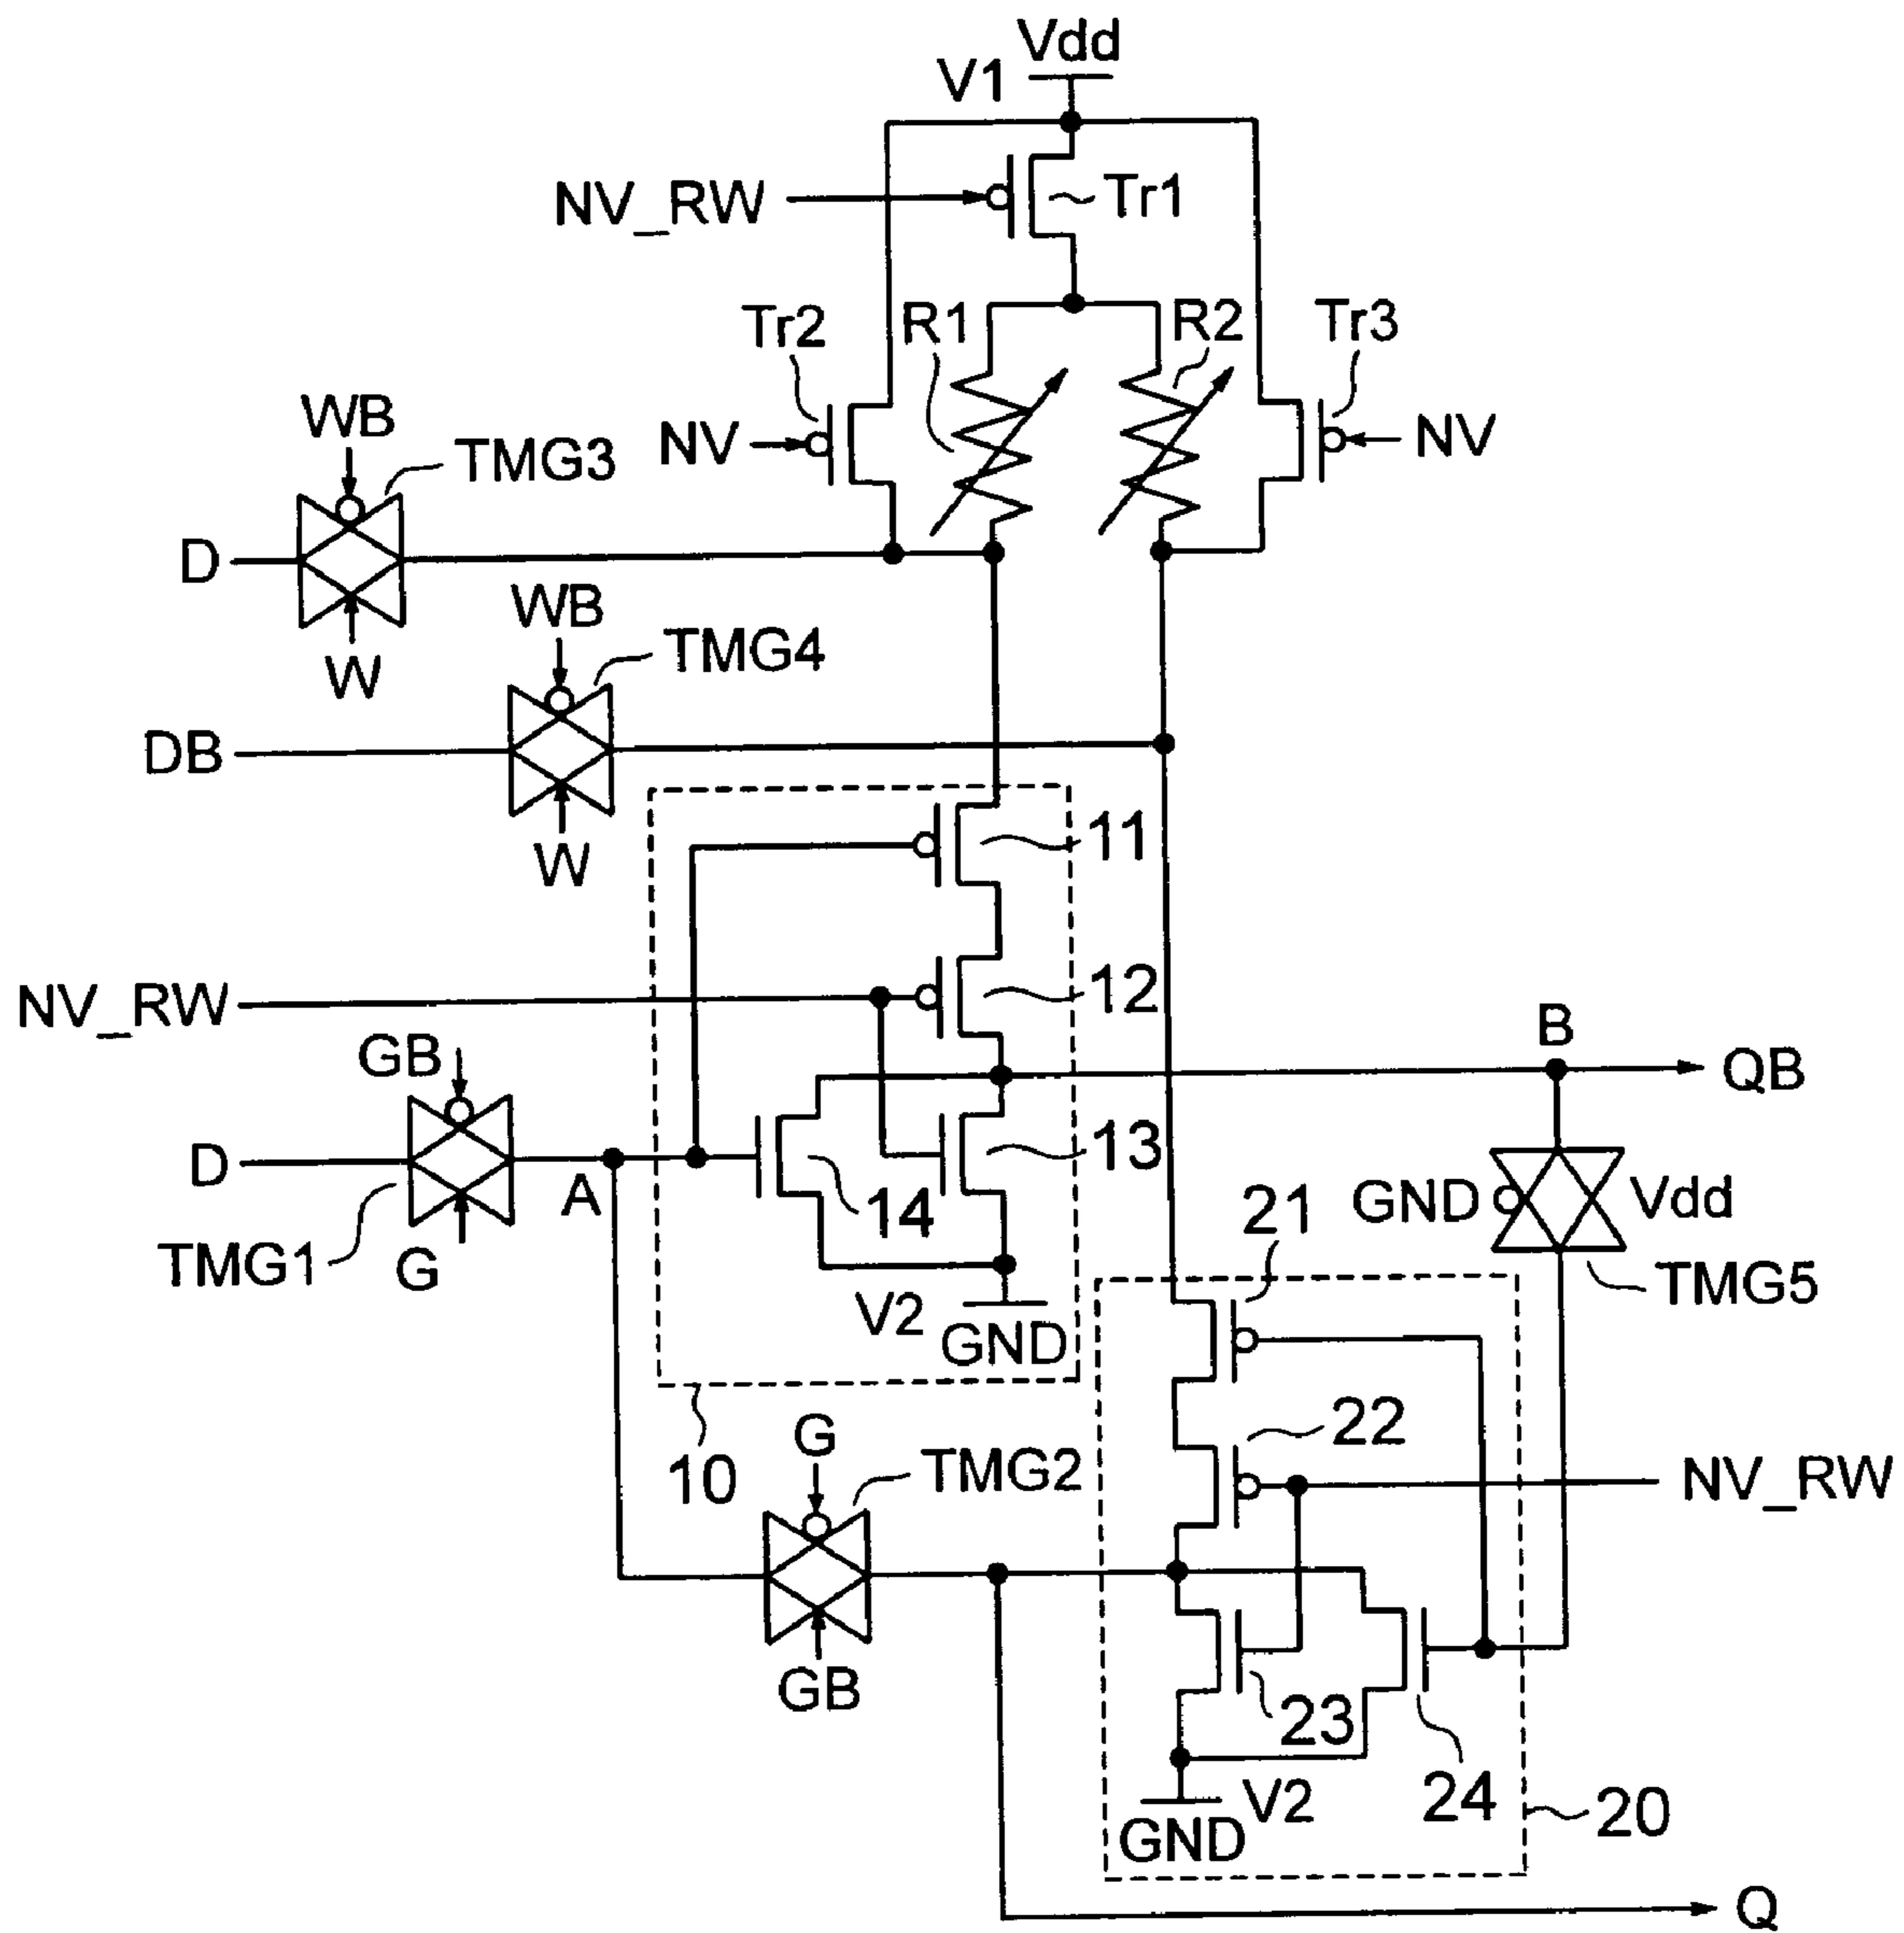 Vdd
V1
NV_RW
Tr1
Tr2
R1
R2
Tr3
WB
TMG3
NV
NV
D
WB
TMG4
W
DB
11
W
NV_RW
12
B
GB
QB
D
A
13
14
21
GND
Vdd
TMG1
G
TMG5
V2
GND
22
G
TMG2
10
NV_RW
GB
23
24
V2
20
GND
Q